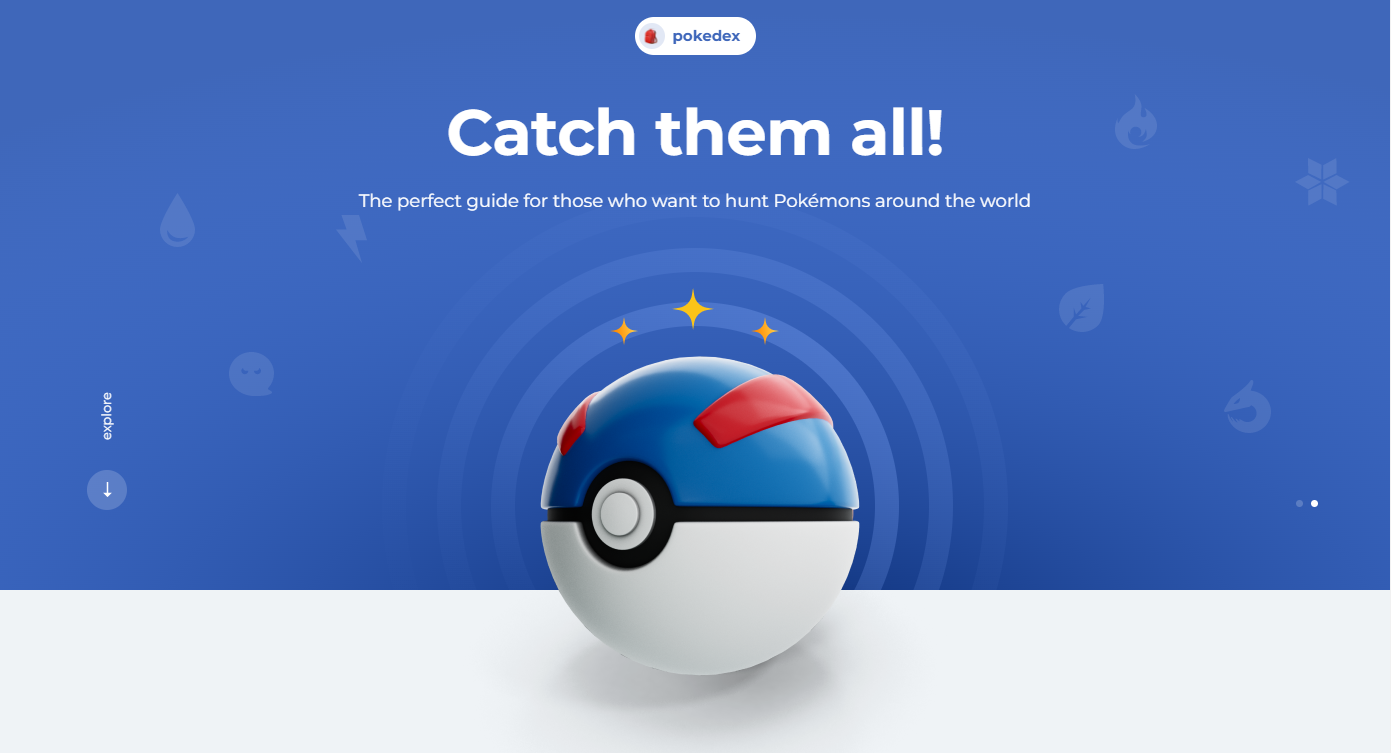 pokedex
Catch them all!
The perfect guide for those who want to hunt Pokémons around the world
explore